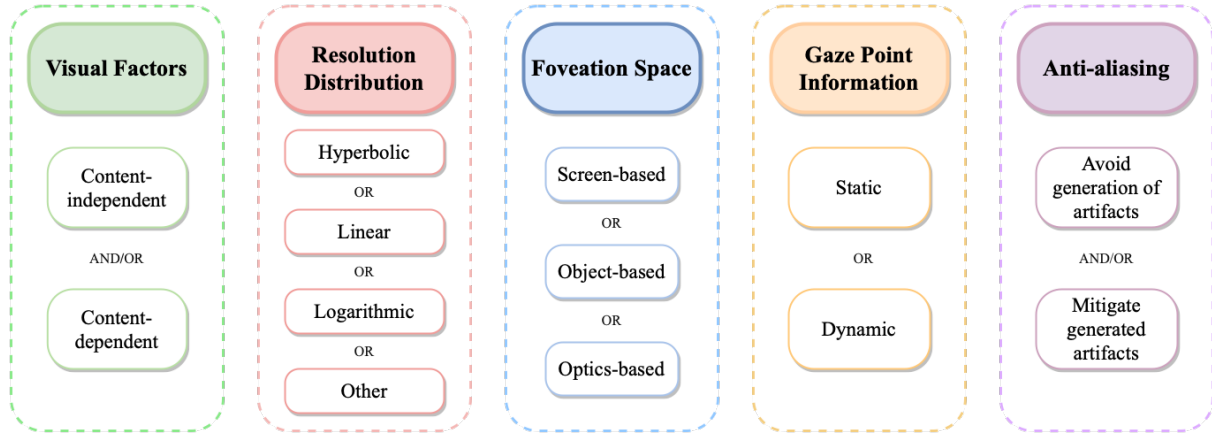 Visual Factors
Content-
independent
AND/OR
Content-
dependent
Resolution
Distribution
Hyperbolic
OR
Linear
OR
Logarithmic
OR
Other
Foveation Space
Screen-based
OR
Object-based
OR
Optics-based
Gaze Point
Information
Static
OR
Dynamic
Anti-aliasing
Avoid
generation of
artifacts
AND/OR
Mitigate
generated
artifacts